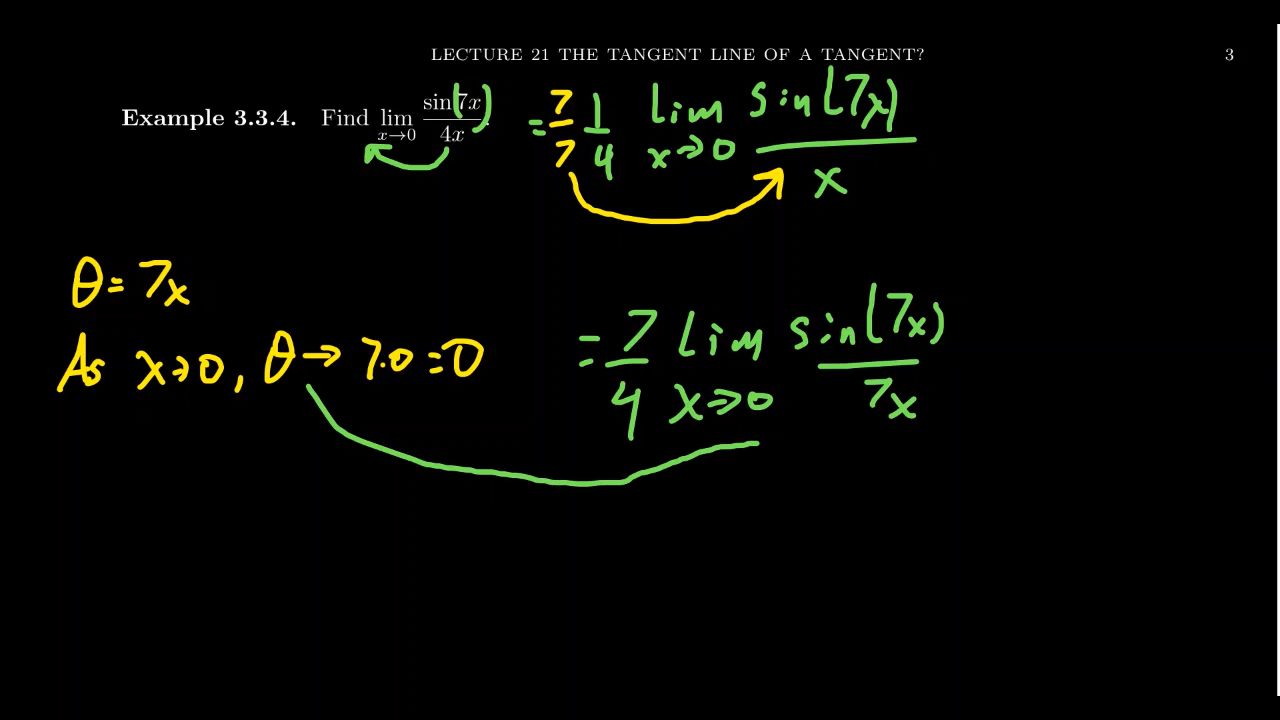 LECTURE 21 THE TANGENT LINE OF A TANGENT? 3
Example 3.3.4. Find lim x→0 sin(7x) / 4x . = 7/7 1/4 lim x→0 sin(7x) / x
θ = 7x
As x→0, θ → 7.0 = 0
= 7/4 lim x→0 sin(7x) / 7x